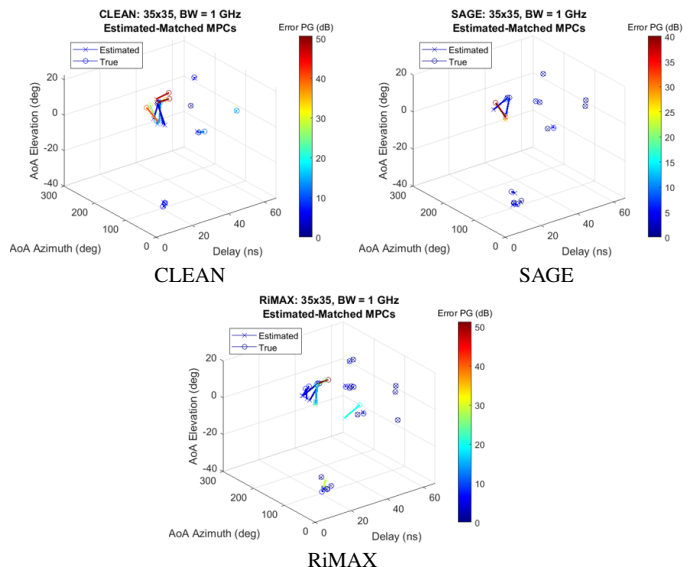 CLEAN: 35x35, BW = 1 GHz
Estimated-Matched MPCs
Error PG (dB)
Estimated
True
AoA Elevation (deg)
20
0
-20
-40
300
200
100
0
0
20
40
60
AoA Azimuth (deg)
Delay (ns)
50
40
30
20
10
0
CLEAN
SAGE: 35x35, BW = 1 GHz
Estimated-Matched MPCs
Error PG (dB)
Estimated
True
AoA Elevation (deg)
20
0
-20
-40
300
200
100
0
0
20
40
60
AoA Azimuth (deg)
Delay (ns)
40
35
30
25
20
15
10
5
0
SAGE
RiMAX: 35x35, BW = 1 GHz
Estimated-Matched MPCs
Error PG (dB)
Estimated
True
AoA Elevation (deg)
20
0
-20
-40
300
200
100
0
0
20
40
60
AoA Azimuth (deg)
Delay (ns)
50
40
30
20
10
0
RiMAX